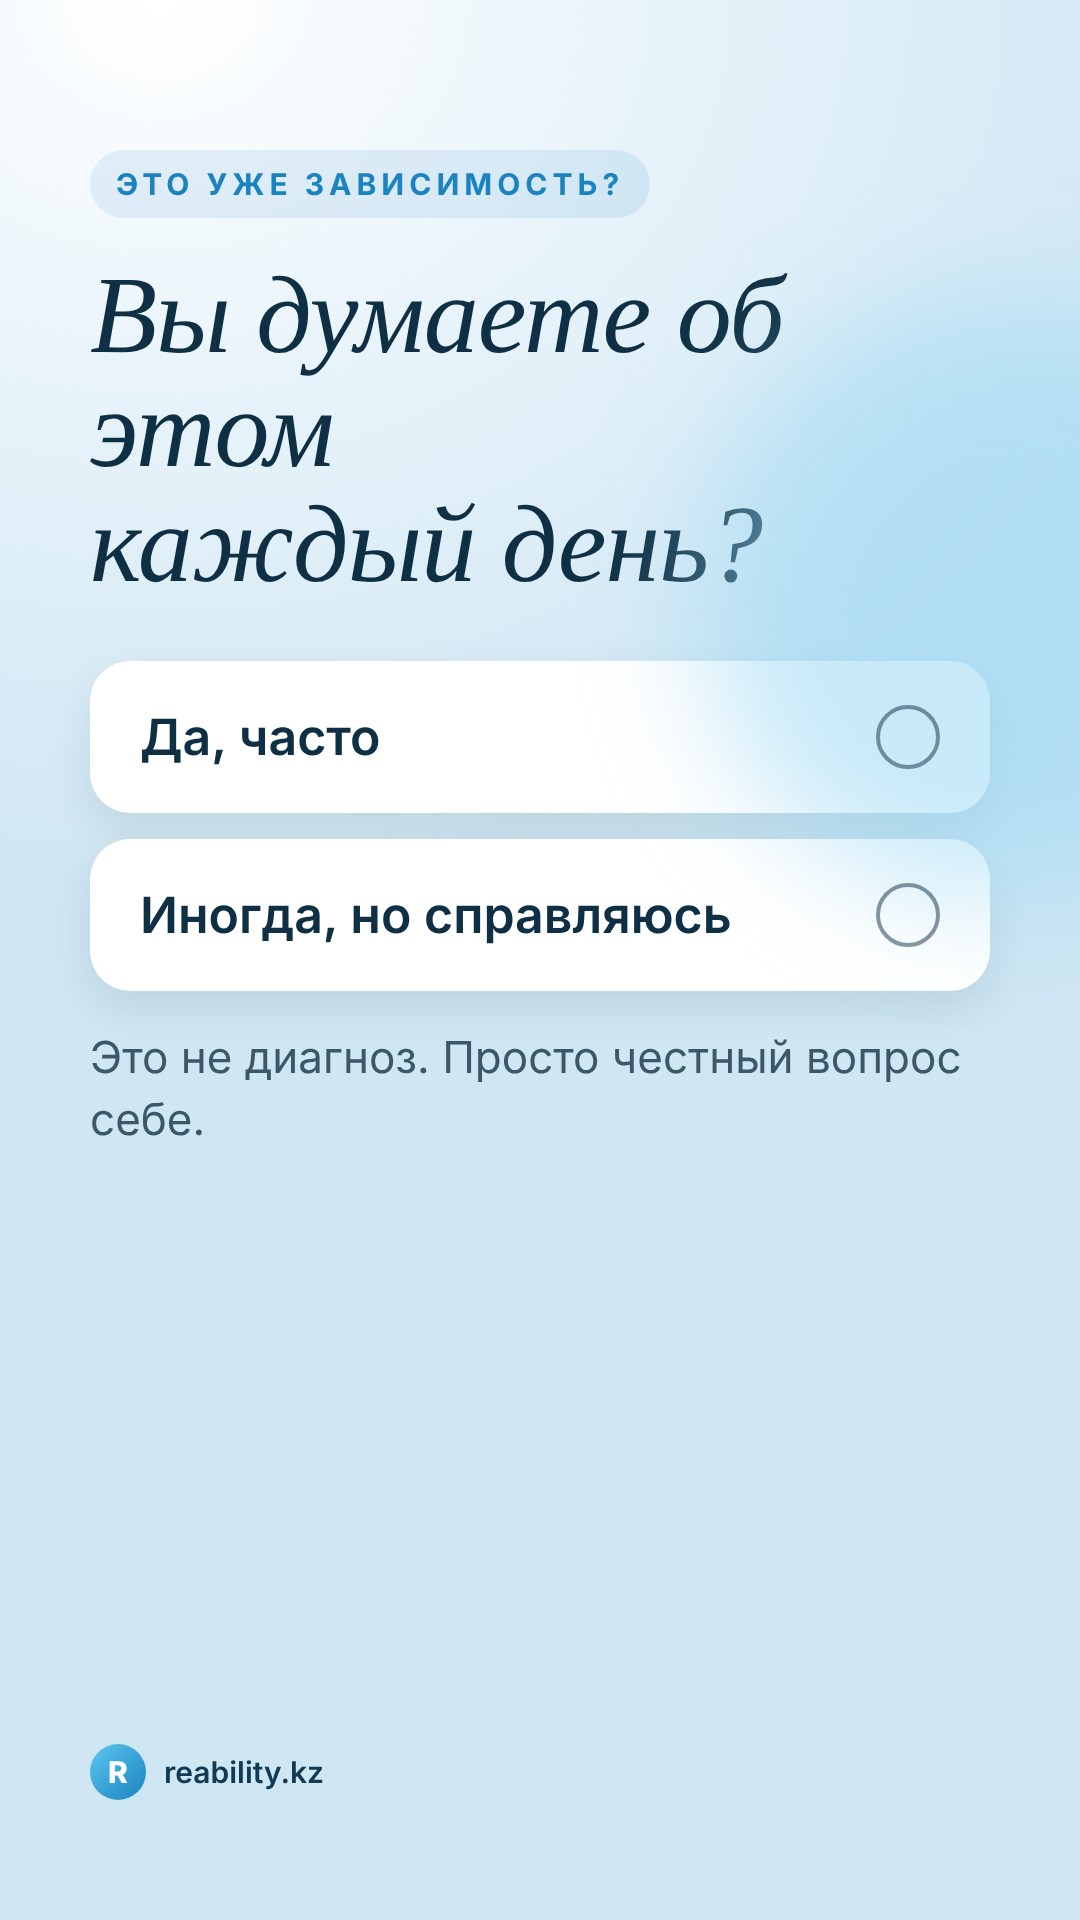 ЭТО УЖЕ ЗАВИСИМОСТЬ?
Вы думаете об
этом
каждый день?
Да, часто
Иногда, но справляюсь
Это не диагноз. Просто честный вопрос
себе.
R reability.kz